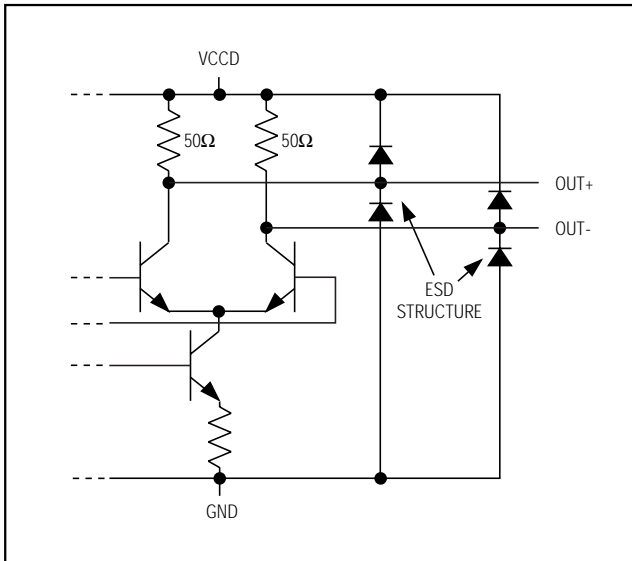 VCCD
50Ω
50Ω
OUT+
OUT-
ESD
STRUCTURE
GND